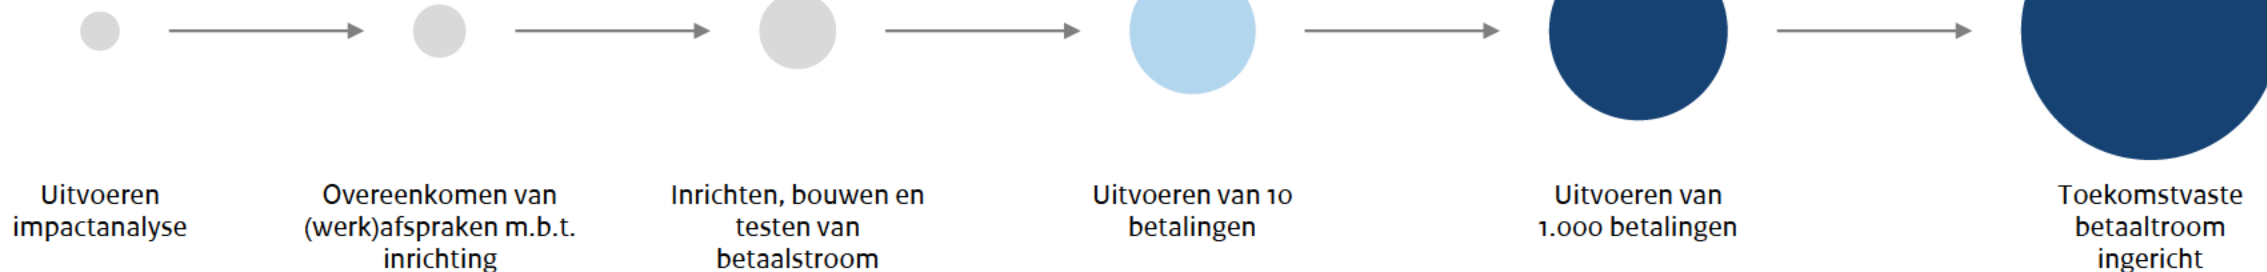 Uitvoeren
impactanalyse
Overeenkomen van
(werk)afspraken m.b.t.
inrichting
Inrichten, bouwen en
testen van
betaalstroom
Uitvoeren van 10
betalingen
Uitvoeren van
1.000 betalingen
Toekomstvaste
betaaltroom
ingericht